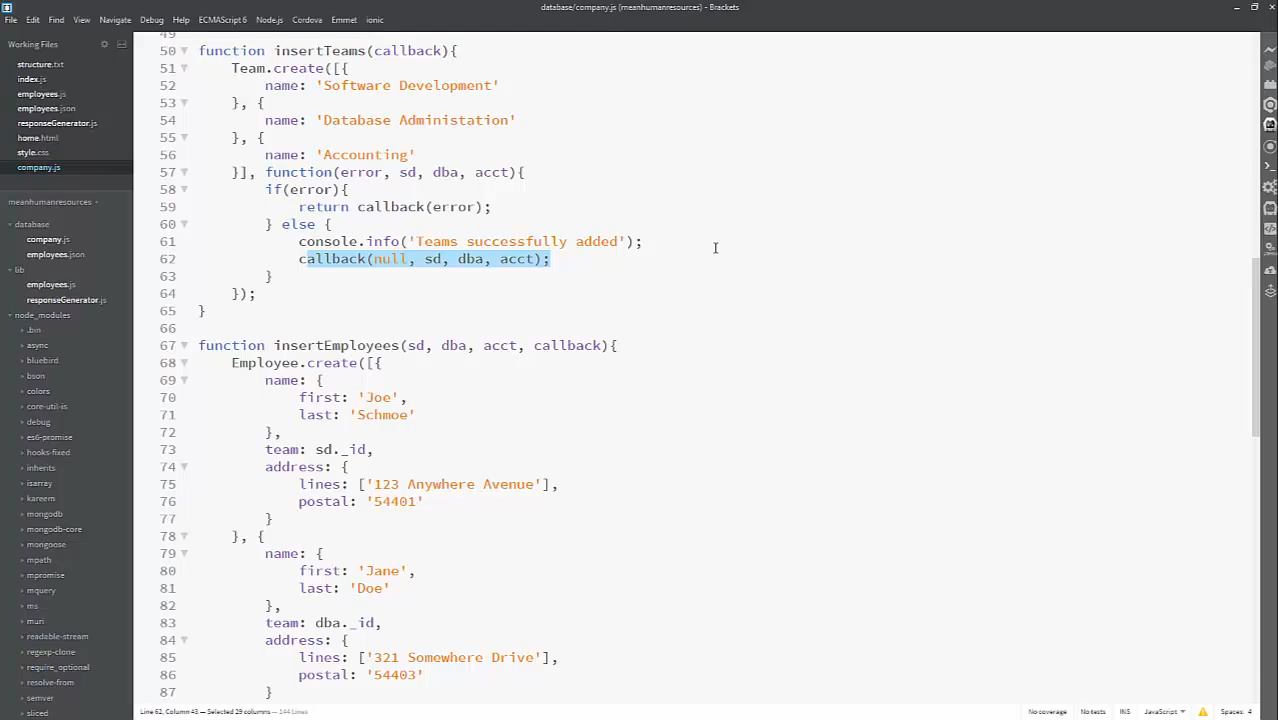 database/company.js (meanhumanresources) - Brackets
File Edit Find View Navigate Debug Help ECMAScript 6 Node.js Cordova Emmet ionic
Working Files
structure.txt
index.js
employees.js
employees.json
responseGenerator.js
home.html
style.css
company.js
meanhumanresources
database
company.js
employees.json
lib
employees.js
responseGenerator.js
node_modules
.bin
async
bluebird
bson
colors
core-util-is
debug
es6-promise
hooks-fixed
inherits
isarray
kareem
mongodb
mongodb-core
mongoose
mpath
mpromise
mquery
ms
muri
readable-stream
regexp-clone
require_optional
resolve-from
semver
sliced
49
50 function insertTeams(callback){
51 Team.create([{
52 name: 'Software Development'
53 }, {
54 name: 'Database Administation'
55 }, {
56 name: 'Accounting'
57 }], function(error, sd, dba, acct){
58 if(error){
59 return callback(error);
60 } else {
61 console.info('Teams successfully added');
62 callback(null, sd, dba, acct);
63 }
64 });
65 }
66
67 function insertEmployees(sd, dba, acct, callback){
68 Employee.create([{
69 name: {
70 first: 'Joe',
71 last: 'Schmoe'
72 },
73 team: sd._id,
74 address: {
75 lines: ['123 Anywhere Avenue'],
76 postal: '54401'
77 }
78 }, {
79 name: {
80 first: 'Jane',
81 last: 'Doe'
82 },
83 team: dba._id,
84 address: {
85 lines: ['321 Somewhere Drive'],
86 postal: '54403'
87 }
Line 62, Column 43 — Selected 29 columns — 144 Lines
No coverage No tests INS JavaScript Spaces: 4